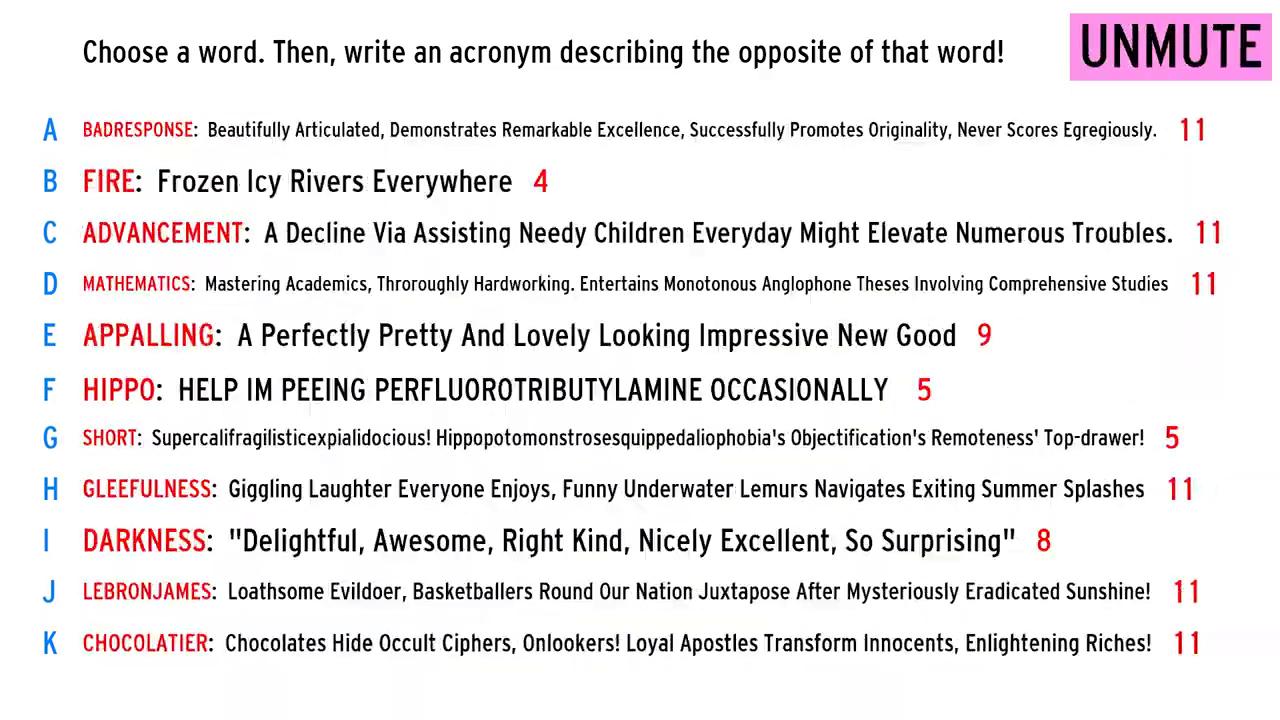 Choose a word. Then, write an acronym describing the opposite of that word!
UNMUTE
A BADRESPONSE: Beautifully Articulated, Demonstrates Remarkable Excellence, Successfully Promotes Originality, Never Scores Egregiously. 11
B FIRE: Frozen Icy Rivers Everywhere 4
C ADVANCEMENT: A Decline Via Assisting Needy Children Everyday Might Elevate Numerous Troubles. 11
D MATHEMATICS: Mastering Academics, Throroughly Hardworking. Entertains Monotonous Anglophone Theses Involving Comprehensive Studies 11
E APPALLING: A Perfectly Pretty And Lovely Looking Impressive New Good 9
F HIPPO: HELP IM PEEING PERFLUOROTRIBUTYLAMINE OCCASIONALLY 5
G SHORT: Supercalifragilisticexpialidocious! Hippopotomonstrosesquippedaliophobia's Objectification's Remoteness' Top-drawer! 5
H GLEEFULNESS: Giggling Laughter Everyone Enjoys, Funny Underwater Lemurs Navigates Exiting Summer Splashes 11
I DARKNESS: "Delightful, Awesome, Right Kind, Nicely Excellent, So Surprising" 8
J LEBRONJAMES: Loathsome Evildoer, Basketballers Round Our Nation Juxtapose After Mysteriously Eradicated Sunshine! 11
K CHOCOLATIER: Chocolates Hide Occult Ciphers, Onlookers! Loyal Apostles Transform Innocents, Enlightening Riches! 11